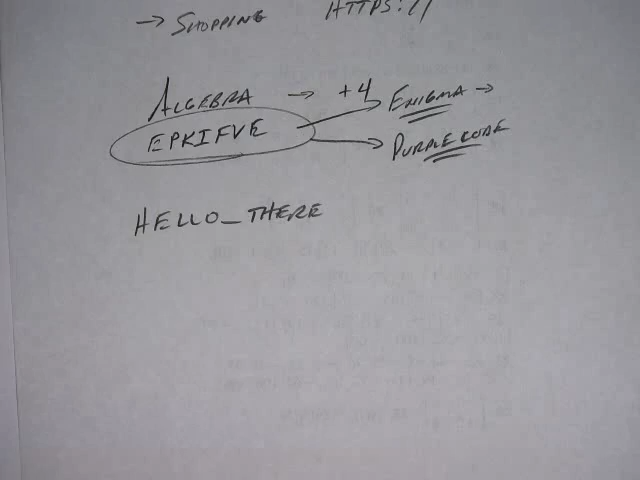 → SHOPPING HTTPS://
ALGEBRA → +4 ENIGMA →
EPKIFVE PURPLE CODE
HELLO_THERE